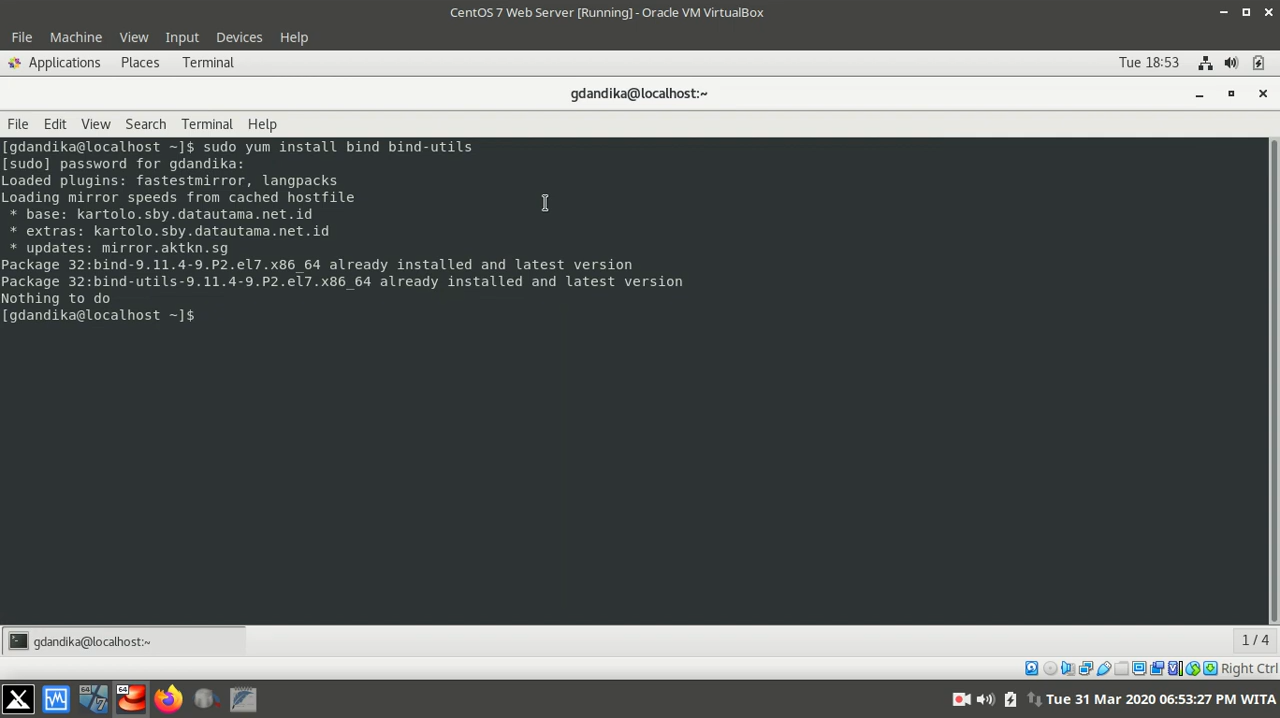 CentOS 7 Web Server [Running] - Oracle VM VirtualBox
File Machine View Input Devices Help
Applications Places Terminal Tue 18:53
gdandika@localhost:~
File Edit View Search Terminal Help
[gdandika@localhost ~]$ sudo yum install bind bind-utils
[sudo] password for gdandika:
Loaded plugins: fastestmirror, langpacks
Loading mirror speeds from cached hostfile
 * base: kartolo.sby.datautama.net.id
 * extras: kartolo.sby.datautama.net.id
 * updates: mirror.aktkn.sg
Package 32:bind-9.11.4-9.P2.el7.x86_64 already installed and latest version
Package 32:bind-utils-9.11.4-9.P2.el7.x86_64 already installed and latest version
Nothing to do
[gdandika@localhost ~]$
gdandika@localhost:~ 1 / 4
Right Ctrl
Tue 31 Mar 2020 06:53:27 PM WITA